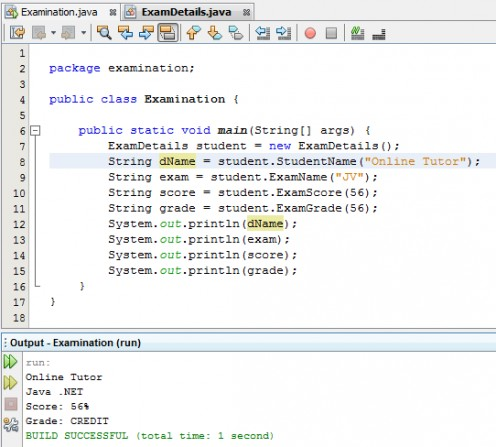 Examination.java ExamDetails.java
1
2 package examination;
3
4 public class Examination {
5
6 public static void main(String[] args) {
7 ExamDetails student = new ExamDetails();
8 String dName = student.StudentName("Online Tutor");
9 String exam = student.ExamName("JV");
10 String score = student.ExamScore(56);
11 String grade = student.ExamGrade(56);
12 System.out.println(dName);
13 System.out.println(exam);
14 System.out.println(score);
15 System.out.println(grade);
16 }
17 }
18
Output - Examination (run)
run:
Online Tutor
Java .NET
Score: 56%
Grade: CREDIT
BUILD SUCCESSFUL (total time: 1 second)